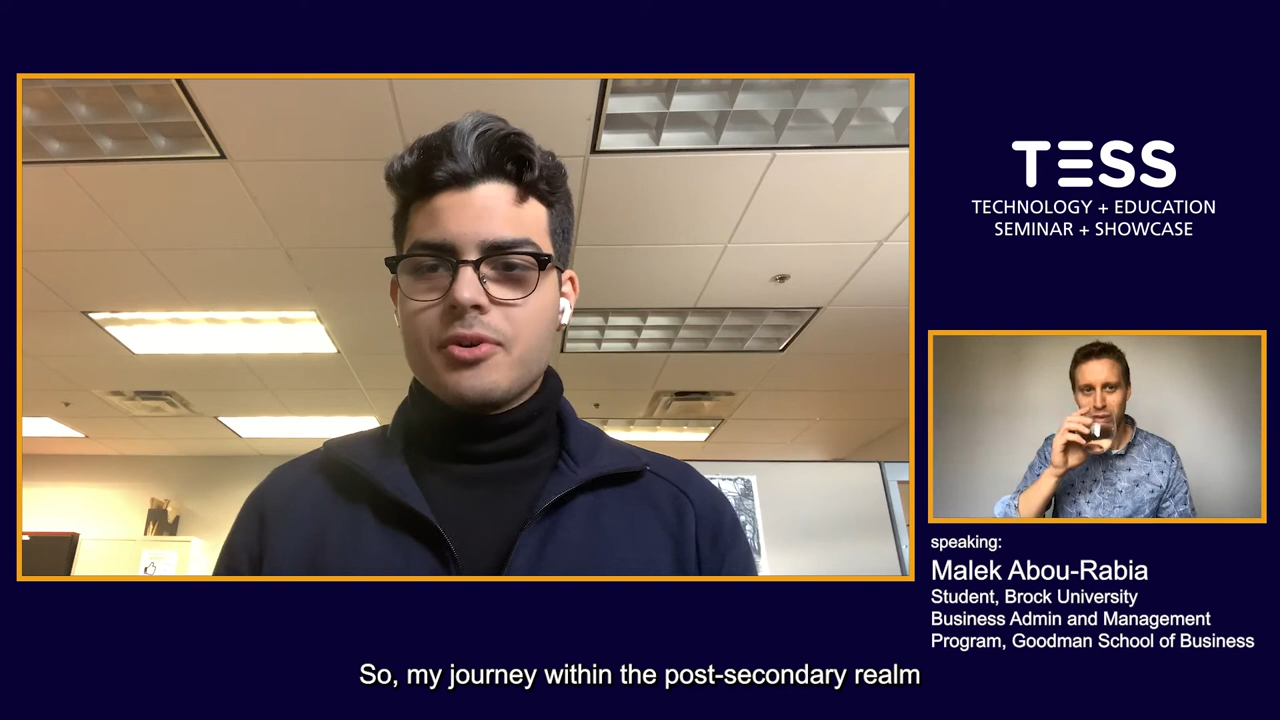 TESS
TECHNOLOGY + EDUCATION
SEMINAR + SHOWCASE
speaking:
Malek Abou-Rabia
Student, Brock University
Business Admin and Management
Program, Goodman School of Business
So, my journey within the post-secondary realm